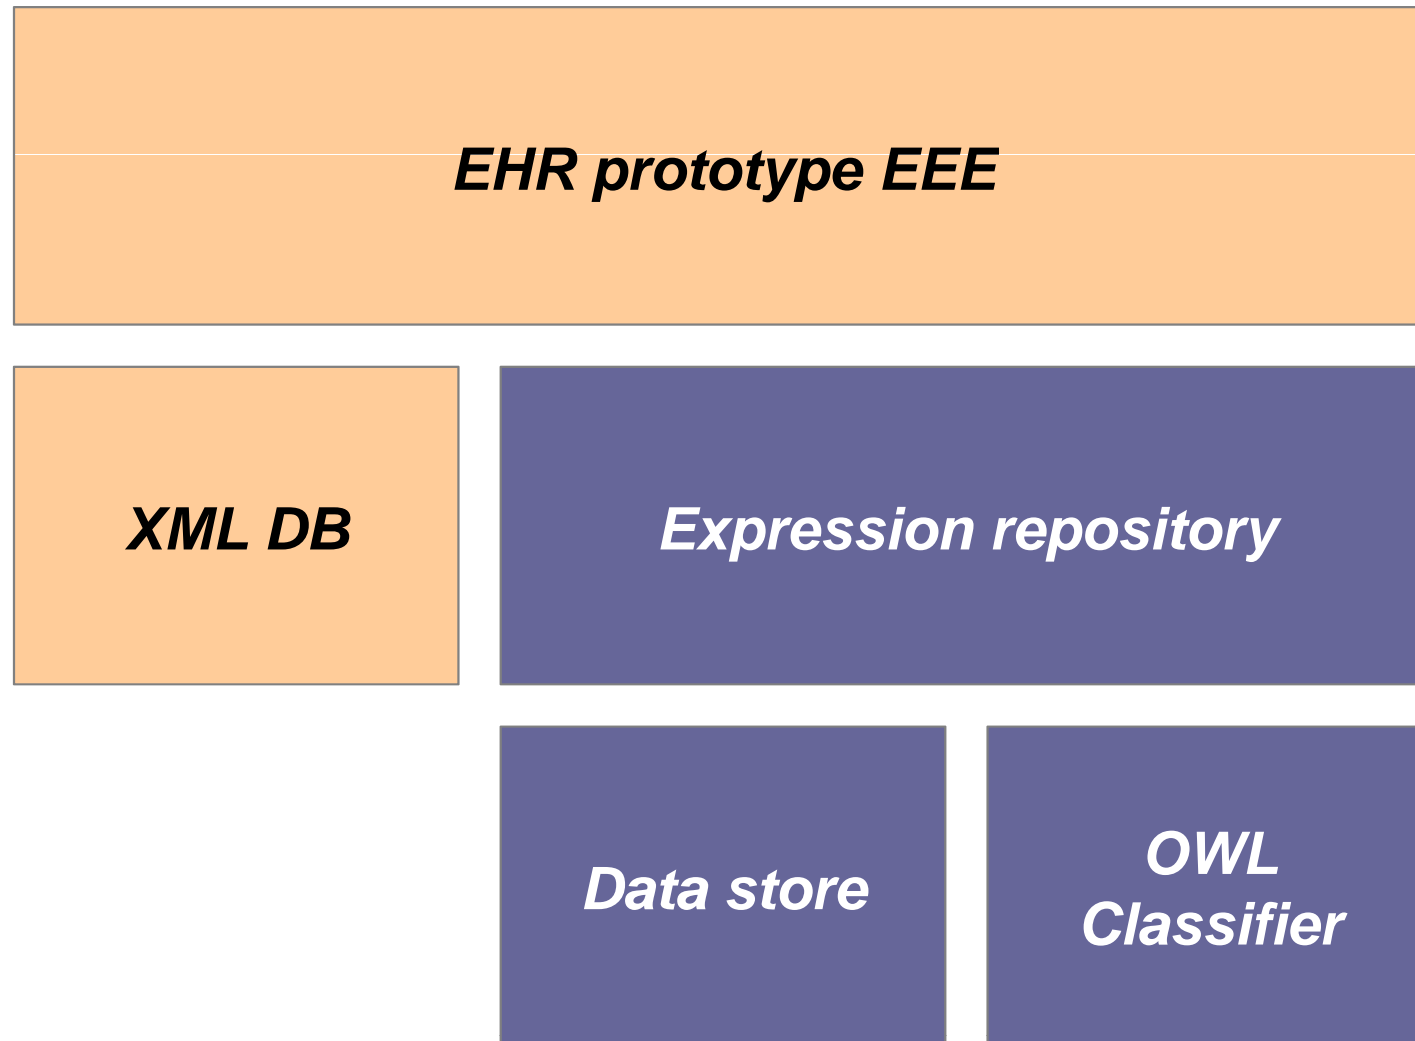 EHR prototype EEE
XML DB
Expression repository
Data store
OWL
Classifier